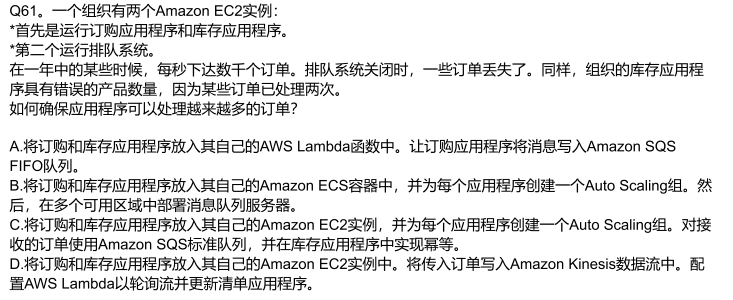 Q61。一个组织有两个Amazon EC2实例：
*首先是运行订购应用程序和库存应用程序。
*第二个运行排队系统。
在一年中的某些时候，每秒下达数千个订单。排队系统关闭时，一些订单丢失了。同样，组织的库存应用程
序具有错误的产品数量，因为某些订单已处理两次。
如何确保应用程序可以处理越来越多的订单？
A.将订购和库存应用程序放入其自己的AWS Lambda函数中。让订购应用程序将消息写入Amazon SQS
FIFO队列。
B.将订购和库存应用程序放入其自己的Amazon ECS容器中，并为每个应用程序创建一个Auto Scaling组。然
后，在多个可用区域中部署消息队列服务器。
C.将订购和库存应用程序放入其自己的Amazon EC2实例，并为每个应用程序创建一个Auto Scaling组。对接
收的订单使用Amazon SQS标准队列，并在库存应用程序中实现幂等。
D.将订购和库存应用程序放入其自己的Amazon EC2实例中。将传入订单写入Amazon Kinesis数据流中。配
置AWS Lambda以轮询流并更新清单应用程序。